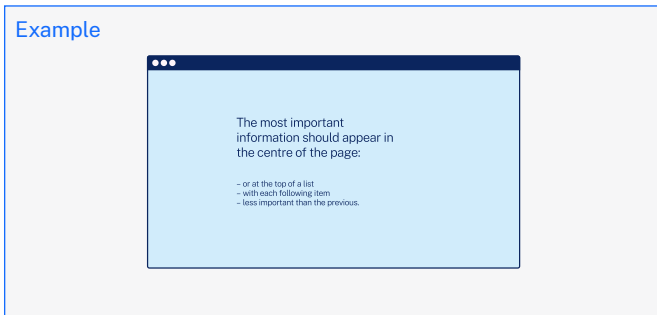 Example
The most important
information should appear in
the centre of the page:
– or at the top of a list
– with each following item
– less important than the previous.